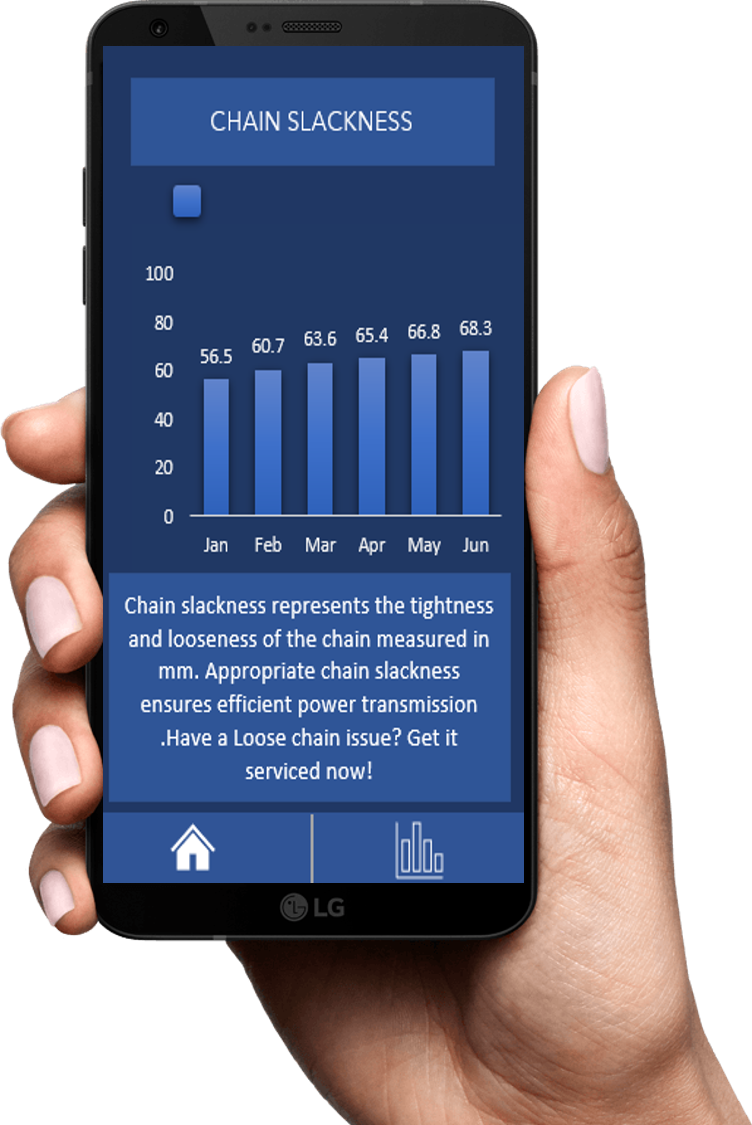 CHAIN SLACKNESS
100
80
60
40
20
0
56.5 60.7 63.6 65.4 66.8 68.3
Jan Feb Mar Apr May Jun
Chain slackness represents the tightness
and looseness of the chain measured in
mm. Appropriate chain slackness
ensures efficient power transmission
.Have a Loose chain issue? Get it
serviced now!
LG